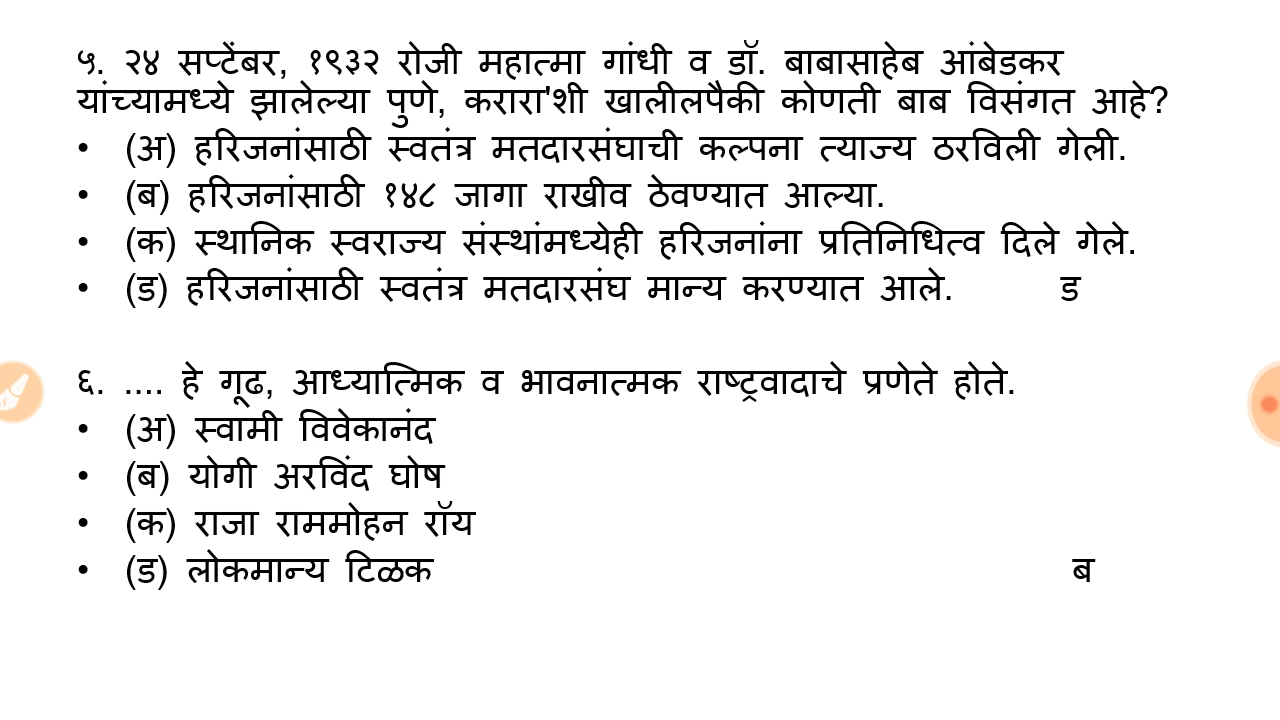 ५. २४ सप्टेंबर, १९३२ रोजी महात्मा गांधी व डॉ. बाबासाहेब आंबेडकर
यांच्यामध्ये झालेल्या पुणे, करारा'शी खालीलपैकी कोणती बाब विसंगत आहे?
• (अ) हरिजनांसाठी स्वतंत्र मतदारसंघाची कल्पना त्याज्य ठरविली गेली.
• (ब) हरिजनांसाठी १४८ जागा राखीव ठेवण्यात आल्या.
• (क) स्थानिक स्वराज्य संस्थांमध्येही हरिजनांना प्रतिनिधित्व दिले गेले.
• (ड) हरिजनांसाठी स्वतंत्र मतदारसंघ मान्य करण्यात आले. ड
६. .... हे गूढ, आध्यात्मिक व भावनात्मक राष्ट्रवादाचे प्रणेते होते.
• (अ) स्वामी विवेकानंद
• (ब) योगी अरविंद घोष
• (क) राजा राममोहन रॉय
• (ड) लोकमान्य टिळक ब